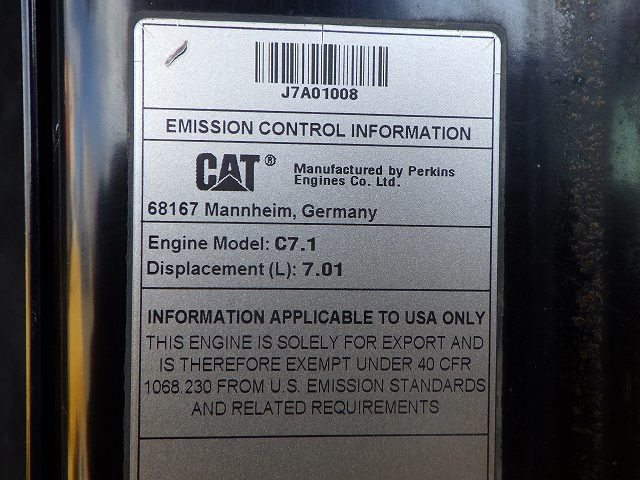 J7A01008
EMISSION CONTROL INFORMATION
CAT® Manufactured by Perkins
Engines Co. Ltd.
68167 Mannheim, Germany
Engine Model: C7.1
Displacement (L): 7.01
INFORMATION APPLICABLE TO USA ONLY
THIS ENGINE IS SOLELY FOR EXPORT AND
IS THEREFORE EXEMPT UNDER 40 CFR
1068.230 FROM U.S. EMISSION STANDARDS
AND RELATED REQUIREMENTS